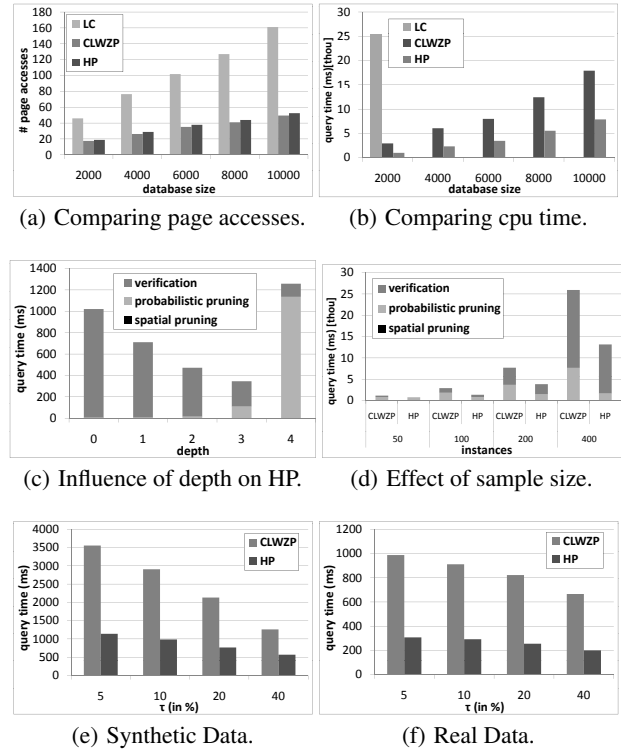 180
160
140
120
100
80
60
40
20
0
# page accesses
LC
CLWZP
HP
2000 4000 6000 8000 10000
database size
(a) Comparing page accesses.
30
25
20
15
10
5
0
query time (ms)[thou]
LC
CLWZP
HP
2000 4000 6000 8000 10000
database size
(b) Comparing cpu time.
1400
1200
1000
800
600
400
200
0
query time (ms)
verification
probabilistic pruning
spatial pruning
0 1 2 3 4
depth
(c) Influence of depth on HP.
30
25
20
15
10
5
0
query time (ms) [thou]
verification
probabilistic pruning
spatial pruning
CLWZP HP CLWZP HP CLWZP HP CLWZP HP
50 100 200 400
instances
(d) Effect of sample size.
4000
3500
3000
2500
2000
1500
1000
500
0
query time (ms)
CLWZP
HP
5 10 20 40
τ (in %)
(e) Synthetic Data.
1200
1000
800
600
400
200
0
query time (ms)
CLWZP
HP
5 10 20 40
τ (in %)
(f) Real Data.